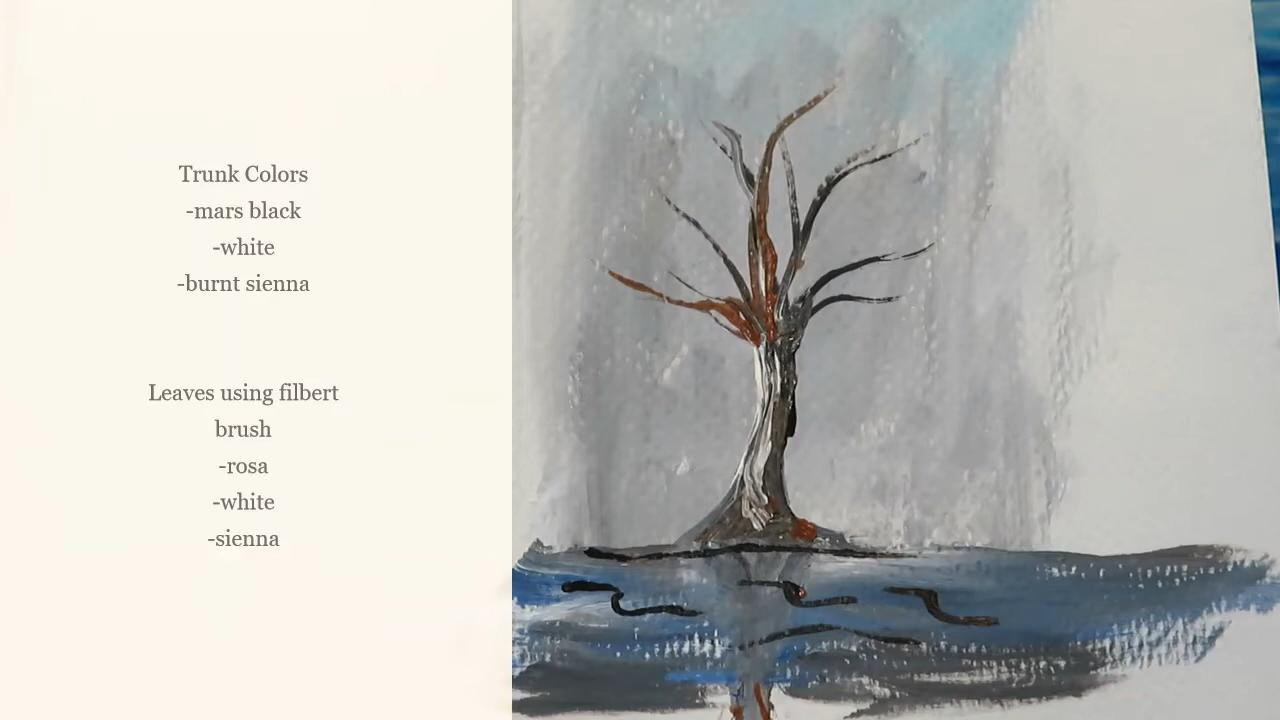 Trunk Colors
-mars black
-white
-burnt sienna
Leaves using filbert
brush
-rosa
-white
-sienna